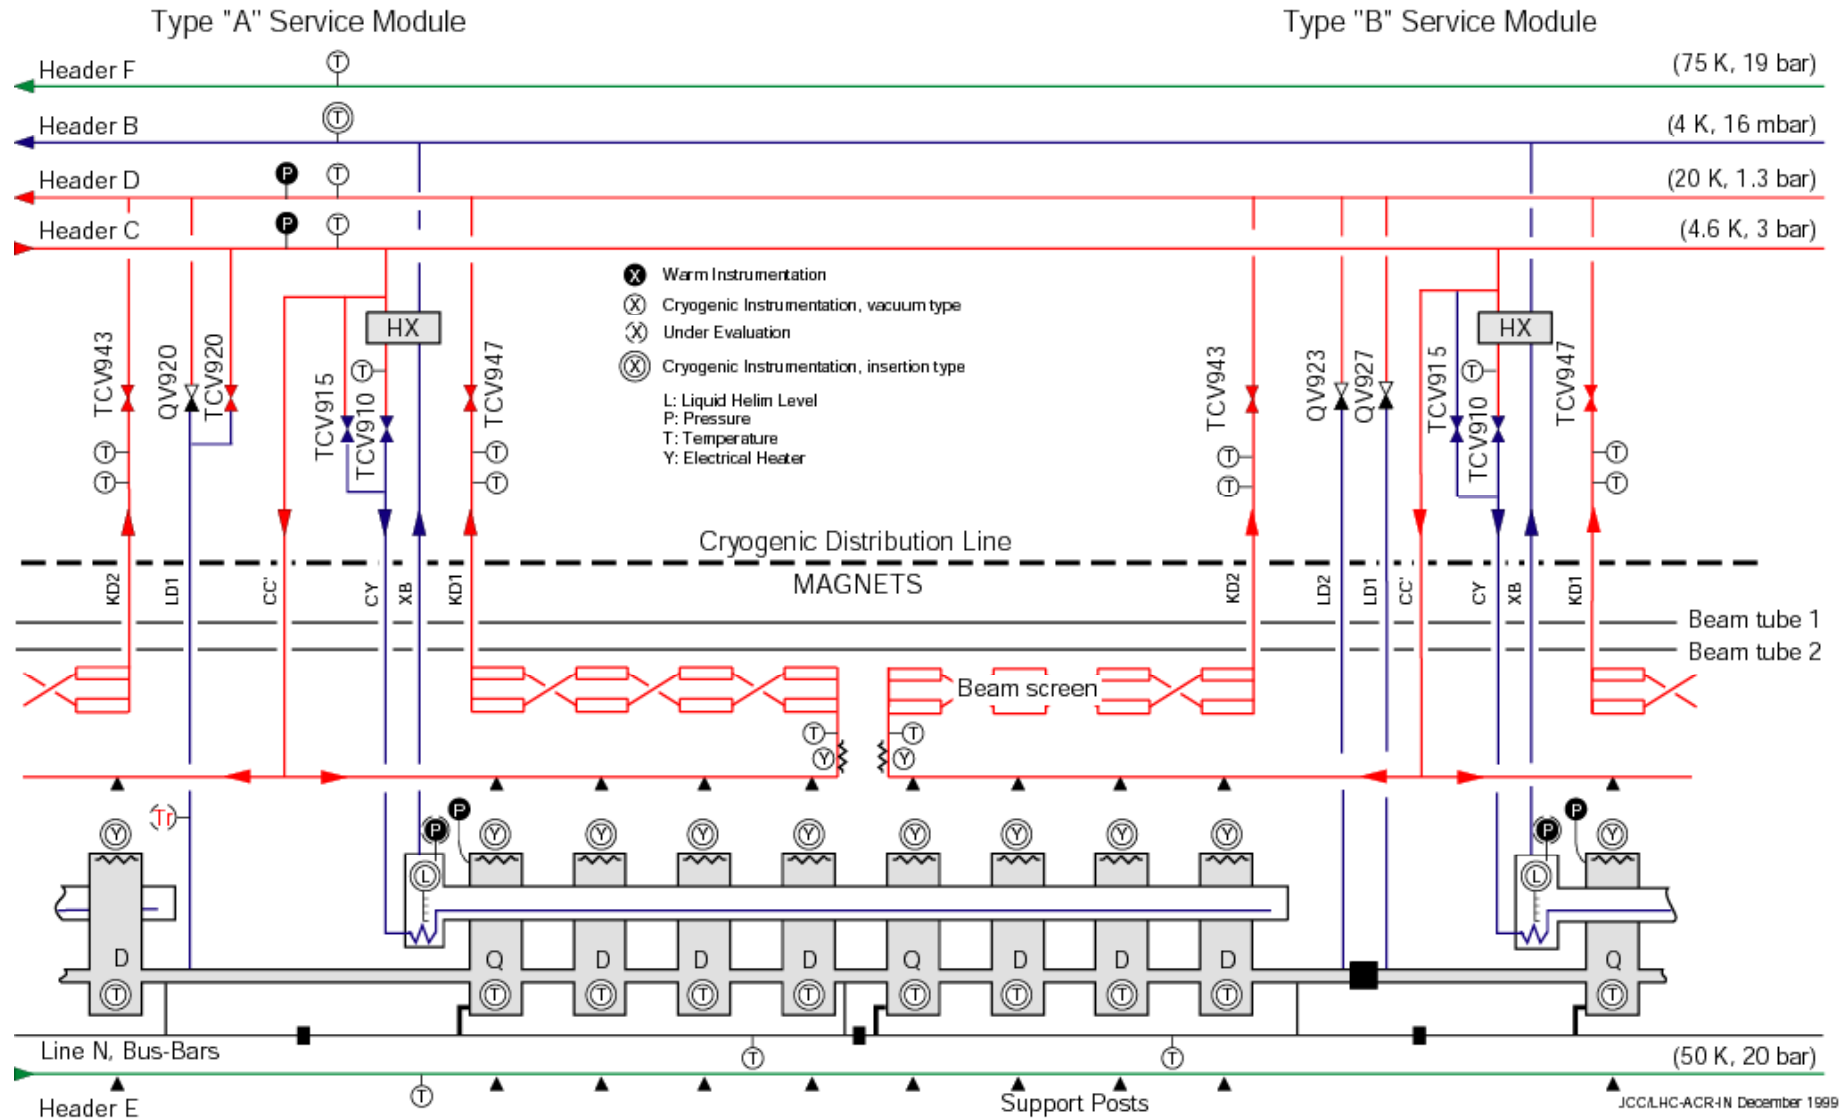 Type "A" Service Module
Type "B" Service Module
Header F
T
(75 K, 19 bar)
Header B
T
(4 K, 16 mbar)
Header D
P
T
(20 K, 1.3 bar)
Header C
P
T
(4.6 K, 3 bar)
X
Warm Instrumentation
X
Cryogenic Instrumentation, vacuum type
X
Under Evaluation
X
Cryogenic Instrumentation, insertion type
L: Liquid Helim Level
P: Pressure
T: Temperature
Y: Electrical Heater
TCV943
QV920
TCV920
TCV915
TCV910
HX
TCV947
TCV943
QV923
QV927
TCV915
TCV910
HX
TCV947
T
T
T
T
T
T
T
T
T
T
Cryogenic Distribution Line
MAGNETS
KD2
LD1
CC'
CY
XB
KD1
KD2
LD2
LD1
CC'
CY
XB
KD1
Beam tube 1
Beam tube 2
Beam screen
T
Y
T
Y
Tr
P
P
P
P
Y
Y
Y
Y
Y
Y
Y
Y
Y
Y
L
L
D
Q
D
D
D
Q
D
D
D
Q
T
T
T
T
T
T
T
T
T
T
Line N, Bus-Bars
T
T
(50 K, 20 bar)
Header E
T
Support Posts
JCC/LHC-ACR-IN December 1999